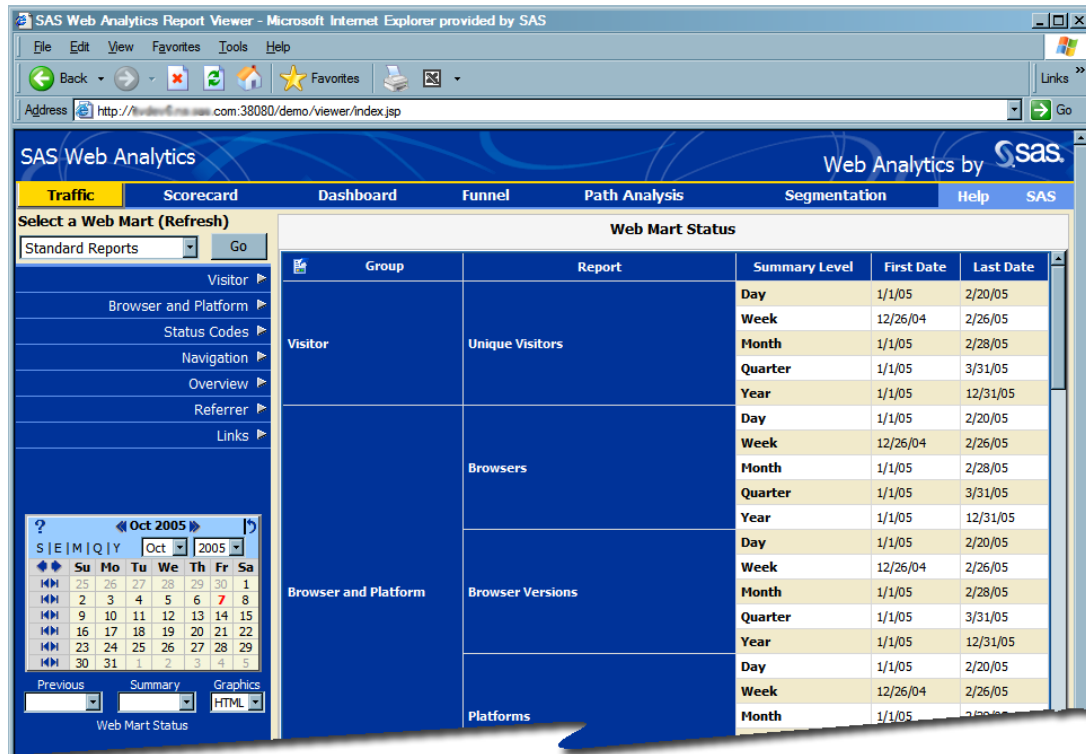 SAS Web Analytics Report Viewer - Microsoft Internet Explorer provided by SAS
File Edit View Favorites Tools Help
Back Favorites Links »
Address http:// .com:38080/demo/viewer/index.jsp Go
SAS Web Analytics Web Analytics by sas.
Traffic Scorecard Dashboard Funnel Path Analysis Segmentation Help SAS
Select a Web Mart (Refresh)
Standard Reports Go
Visitor
Browser and Platform
Status Codes
Navigation
Overview
Referrer
Links
? Oct 2005
S | E | M | Q | Y Oct 2005
Su Mo Tu We Th Fr Sa
25 26 27 28 29 30 1
2 3 4 5 6 7 8
9 10 11 12 13 14 15
16 17 18 19 20 21 22
23 24 25 26 27 28 29
30 31 1 2 3 4 5
Previous Summary Graphics
HTML
Web Mart Status
Web Mart Status
Group Report Summary Level First Date Last Date
Visitor Unique Visitors
Day 1/1/05 2/20/05
Week 12/26/04 2/26/05
Month 1/1/05 2/28/05
Quarter 1/1/05 3/31/05
Year 1/1/05 12/31/05
Browser and Platform
Browsers
Day 1/1/05 2/20/05
Week 12/26/04 2/26/05
Month 1/1/05 2/28/05
Quarter 1/1/05 3/31/05
Year 1/1/05 12/31/05
Browser Versions
Day 1/1/05 2/20/05
Week 12/26/04 2/26/05
Month 1/1/05 2/28/05
Quarter 1/1/05 3/31/05
Year 1/1/05 12/31/05
Platforms
Day 1/1/05 2/20/05
Week 12/26/04 2/26/05
Month 1/1/05